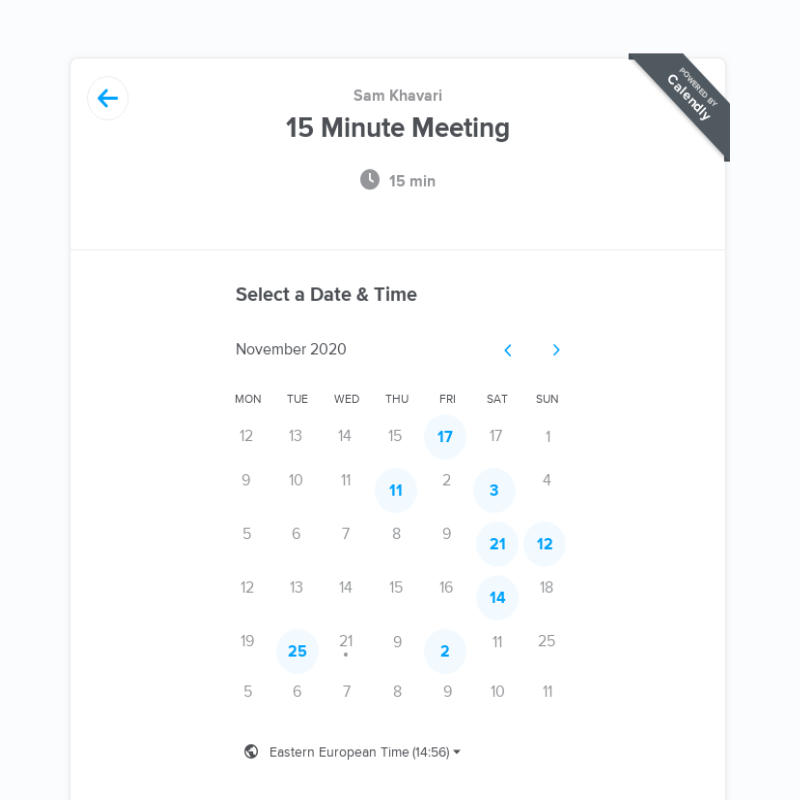 POWERED BY
Calendly
Sam Khavari
15 Minute Meeting
15 min
Select a Date & Time
November 2020
MON TUE WED THU FRI SAT SUN
12 13 14 15 17 17 1
9 10 11 11 2 3 4
5 6 7 8 9 21 12
12 13 14 15 16 14 18
19 25 21 9 2 11 25
5 6 7 8 9 10 11
Eastern European Time (14:56)